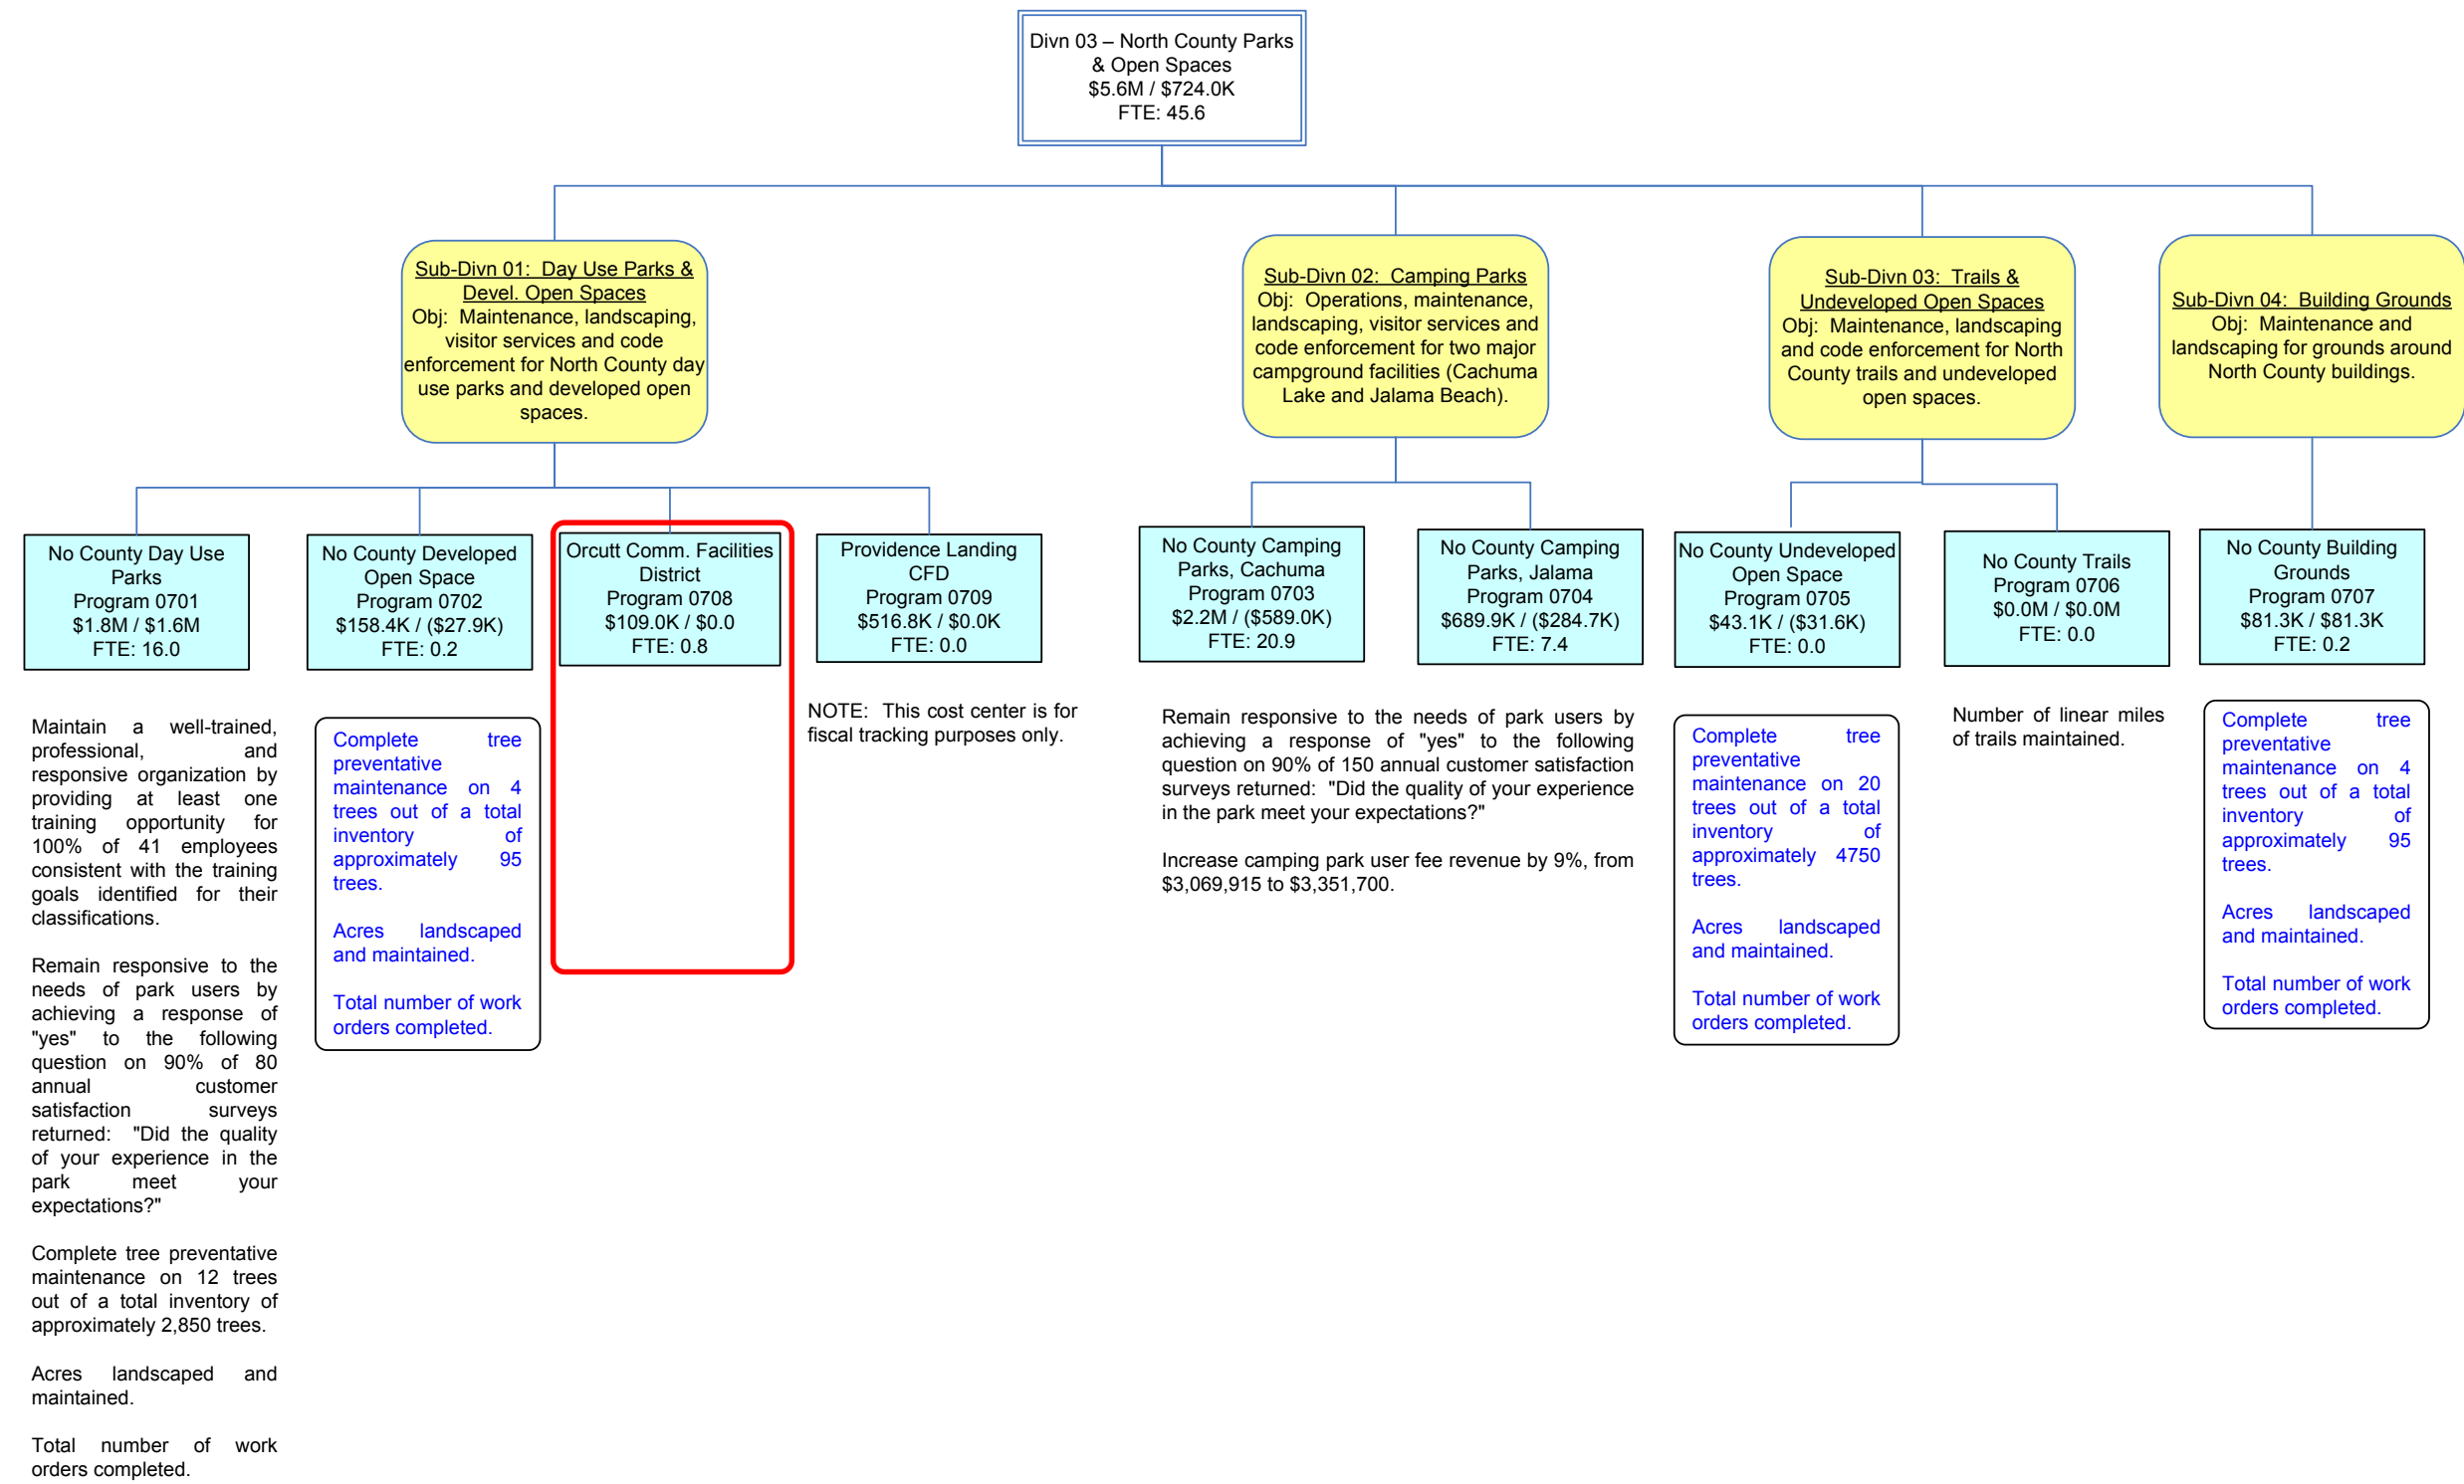 Divn 03 – North County Parks
& Open Spaces
$5.6M / $724.0K
FTE: 45.6
Sub-Divn 01:  Day Use Parks &
Devel. Open Spaces
Obj:  Maintenance, landscaping,
visitor services and code
enforcement for North County day
use parks and developed open
spaces.
Sub-Divn 02:  Camping Parks
Obj:  Operations, maintenance,
landscaping, visitor services and
code enforcement for two major
campground facilities (Cachuma
Lake and Jalama Beach).
Sub-Divn 03:  Trails &
Undeveloped Open Spaces
Obj:  Maintenance, landscaping
and code enforcement for North
County trails and undeveloped
open spaces.
Sub-Divn 04:  Building Grounds
Obj:  Maintenance and
landscaping for grounds around
North County buildings.
No County Day Use
Parks
Program 0701
$1.8M / $1.6M
FTE: 16.0
No County Developed
Open Space
Program 0702
$158.4K / ($27.9K)
FTE: 0.2
Orcutt Comm. Facilities
District
Program 0708
$109.0K / $0.0
FTE: 0.8
Providence Landing
CFD
Program 0709
$516.8K / $0.0K
FTE: 0.0
No County Camping
Parks, Cachuma
Program 0703
$2.2M / ($589.0K)
FTE: 20.9
No County Camping
Parks, Jalama
Program 0704
$689.9K / ($284.7K)
FTE: 7.4
No County Undeveloped
Open Space
Program 0705
$43.1K / ($31.6K)
FTE: 0.0
No County Trails
Program 0706
$0.0M / $0.0M
FTE: 0.0
No County Building
Grounds
Program 0707
$81.3K / $81.3K
FTE: 0.2
Maintain a well-trained,
professional, and
responsive organization by
providing at least one
training opportunity for
100% of 41 employees
consistent with the training
goals identified for their
classifications.
Remain responsive to the
needs of park users by
achieving a response of
"yes" to the following
question on 90% of 80
annual customer
satisfaction surveys
returned:  "Did the quality
of your experience in the
park meet your
expectations?"
Complete tree preventative
maintenance on 12 trees
out of a total inventory of
approximately 2,850 trees.
Acres landscaped and
maintained.
Total number of work
orders completed.
Complete tree
preventative
maintenance on 4
trees out of a total
inventory of
approximately 95
trees.
Acres landscaped
and maintained.
Total number of work
orders completed.
NOTE:  This cost center is for
fiscal tracking purposes only.
Remain responsive to the needs of park users by
achieving a response of "yes" to the following
question on 90% of 150 annual customer satisfaction
surveys returned:  "Did the quality of your experience
in the park meet your expectations?"
Increase camping park user fee revenue by 9%, from
$3,069,915 to $3,351,700.
Complete tree
preventative
maintenance on 20
trees out of a total
inventory of
approximately 4750
trees.
Acres landscaped
and maintained.
Total number of work
orders completed.
Number of linear miles
of trails maintained.
Complete tree
preventative
maintenance on 4
trees out of a total
inventory of
approximately 95
trees.
Acres landscaped
and maintained.
Total number of work
orders completed.